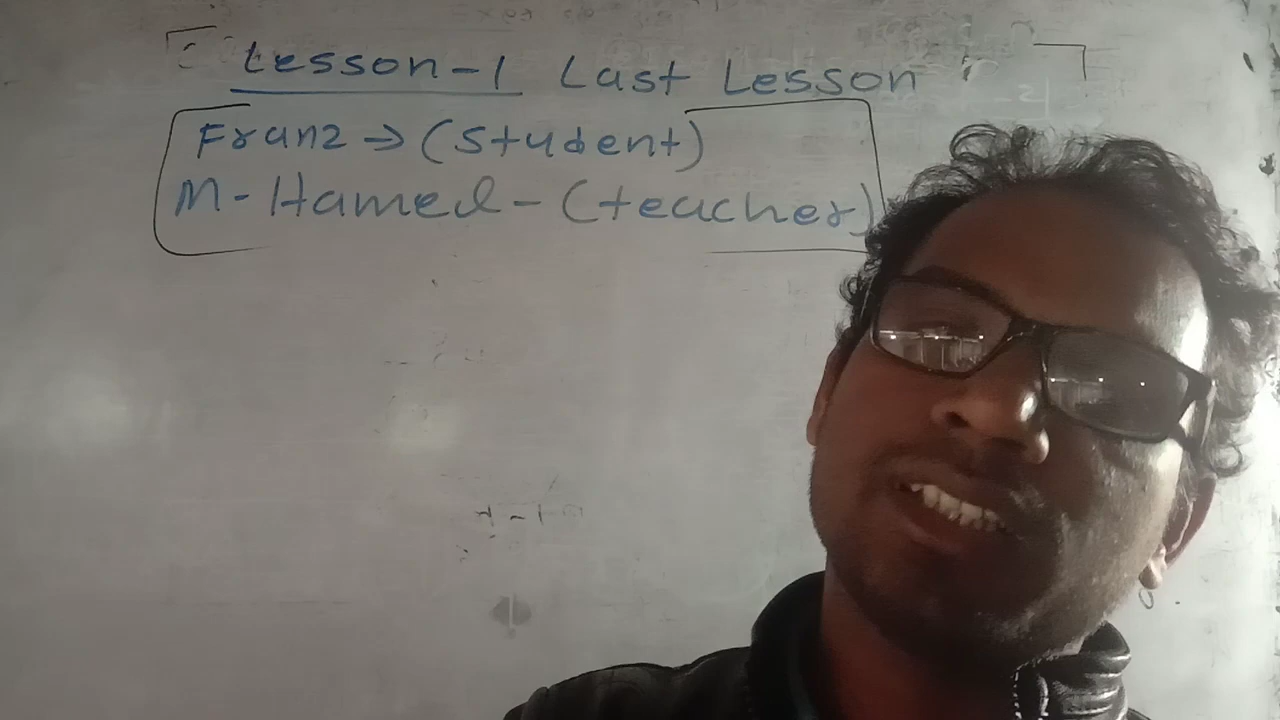 Lesson-1 Last Lesson
Franz → (Student)
M-Hamel-(teacher)